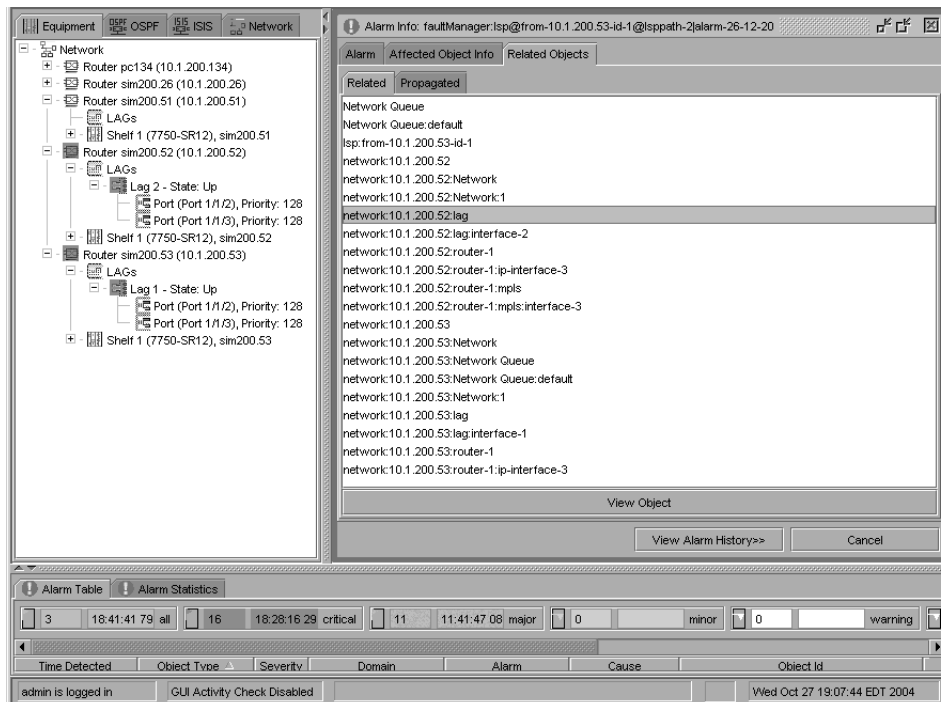 Equipment OSPF ISIS Network
Network
Router pc134 (10.1.200.134)
Router sim200.26 (10.1.200.26)
Router sim200.51 (10.1.200.51)
LAGs
Shelf 1 (7750-SR12), sim200.51
Router sim200.52 (10.1.200.52)
LAGs
Lag 2 - State: Up
Port (Port 1/1/2), Priority: 128
Port (Port 1/1/3), Priority: 128
Shelf 1 (7750-SR12), sim200.52
Router sim200.53 (10.1.200.53)
LAGs
Lag 1 - State: Up
Port (Port 1/1/2), Priority: 128
Port (Port 1/1/3), Priority: 128
Shelf 1 (7750-SR12), sim200.53
Alarm Info: faultManager:lsp@from-10.1.200.53-id-1@lsppath-2|alarm-26-12-20
Alarm Affected Object Info Related Objects
Related Propagated
Network Queue
Network Queue:default
lsp:from-10.1.200.53-id-1
network:10.1.200.52
network:10.1.200.52:Network
network:10.1.200.52:Network:1
network:10.1.200.52:lag
network:10.1.200.52:lag:interface-2
network:10.1.200.52:router-1
network:10.1.200.52:router-1:ip-interface-3
network:10.1.200.52:router-1:mpls
network:10.1.200.52:router-1:mpls:interface-3
network:10.1.200.53
network:10.1.200.53:Network
network:10.1.200.53:Network Queue
network:10.1.200.53:Network Queue:default
network:10.1.200.53:Network:1
network:10.1.200.53:lag
network:10.1.200.53:lag:interface-1
network:10.1.200.53:router-1
network:10.1.200.53:router-1:ip-interface-3
View Object
View Alarm History>> Cancel
Alarm Table Alarm Statistics
3 18:41:41 79 all 16 18:28:16 29 critical 11 11:41:47 08 major 0 minor 0 warning
Time Detected Object Type Severity Domain Alarm Cause Object Id
admin is logged in GUI Activity Check Disabled Wed Oct 27 19:07:44 EDT 2004